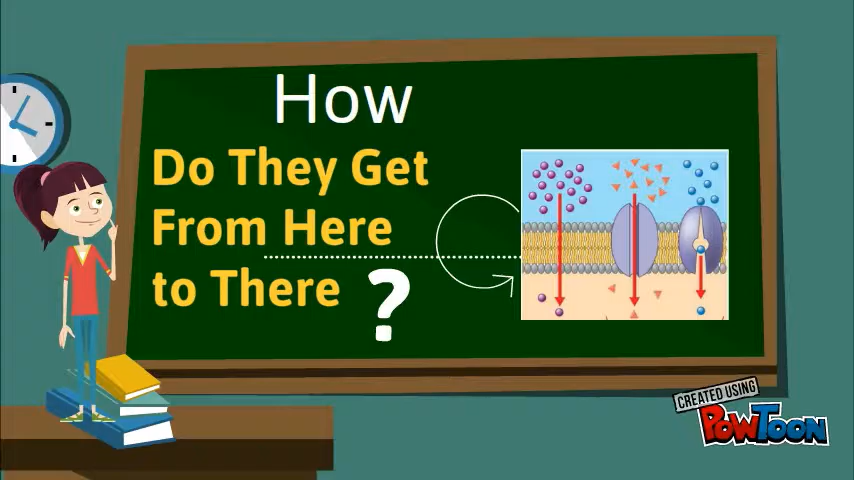 How
Do They Get
From Here
to There
?
CREATED USING
POWTOON